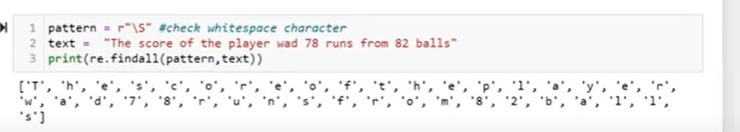 1 pattern = r"\S" #check whitespace character
2 text = "The score of the player wad 78 runs from 82 balls"
3 print(re.findall(pattern,text))
['T', 'h', 'e', 's', 'c', 'o', 'r', 'e', 'o', 'f', 't', 'h', 'e', 'p', 'l', 'a', 'y', 'e', 'r',
'w', 'a', 'd', '7', '8', 'r', 'u', 'n', 's', 'f', 'r', 'o', 'm', '8', '2', 'b', 'a', 'l', 'l',
's']